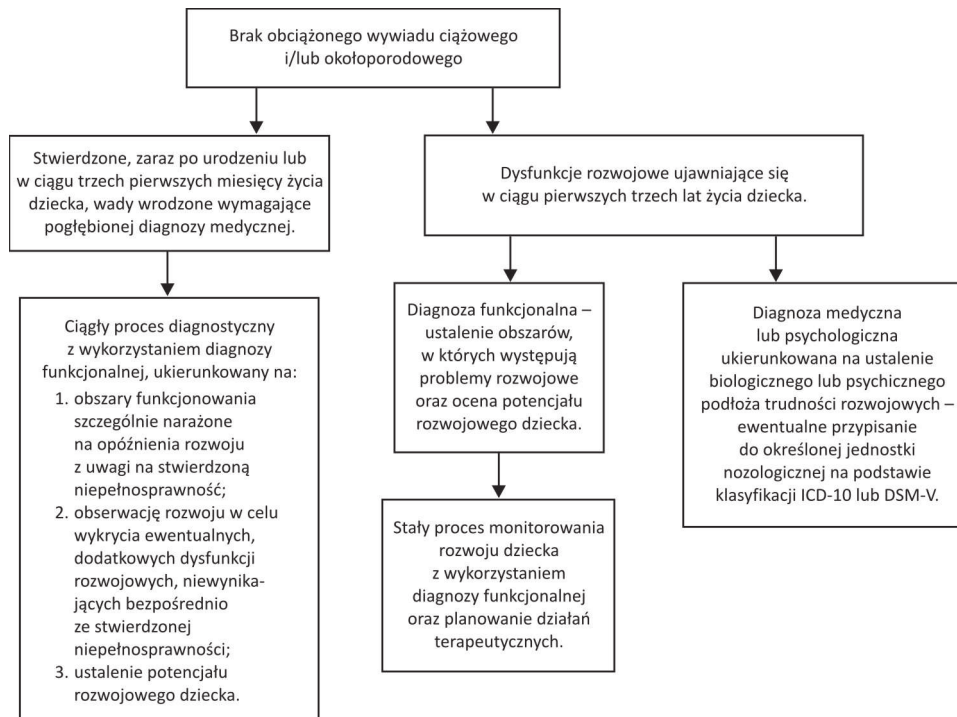 Brak obciążonego wywiadu ciążowego
i/lub okołoporodowego
Stwierdzone, zaraz po urodzeniu lub
w ciągu trzech pierwszych miesięcy życia
dziecka, wady wrodzone wymagające
pogłębionej diagnozy medycznej.
Dysfunkcje rozwojowe ujawniające się
w ciągu pierwszych trzech lat życia dziecka.
Ciągły proces diagnostyczny
z wykorzystaniem diagnozy
funkcjonalnej, ukierunkowany na:
1. obszary funkcjonowania
szczególnie narażone
na opóźnienia rozwoju
z uwagi na stwierdzoną
niepełnosprawność;
2. obserwację rozwoju w celu
wykrycia ewentualnych,
dodatkowych dysfunkcji
rozwojowych, niewynika-
jących bezpośrednio
ze stwierdzonej
niepełnosprawności;
3. ustalenie potencjału
rozwojowego dziecka.
Diagnoza funkcjonalna –
ustalenie obszarów,
w których występują
problemy rozwojowe
oraz ocena potencjału
rozwojowego dziecka.
Stały proces monitorowania
rozwoju dziecka
z wykorzystaniem
diagnozy funkcjonalnej
oraz planowanie działań
terapeutycznych.
Diagnoza medyczna
lub psychologiczna
ukierunkowana na ustalenie
biologicznego lub psychicznego
podłoża trudności rozwojowych –
ewentualne przypisanie
do określonej jednostki
nozologicznej na podstawie
klasyfikacji ICD-10 lub DSM-V.